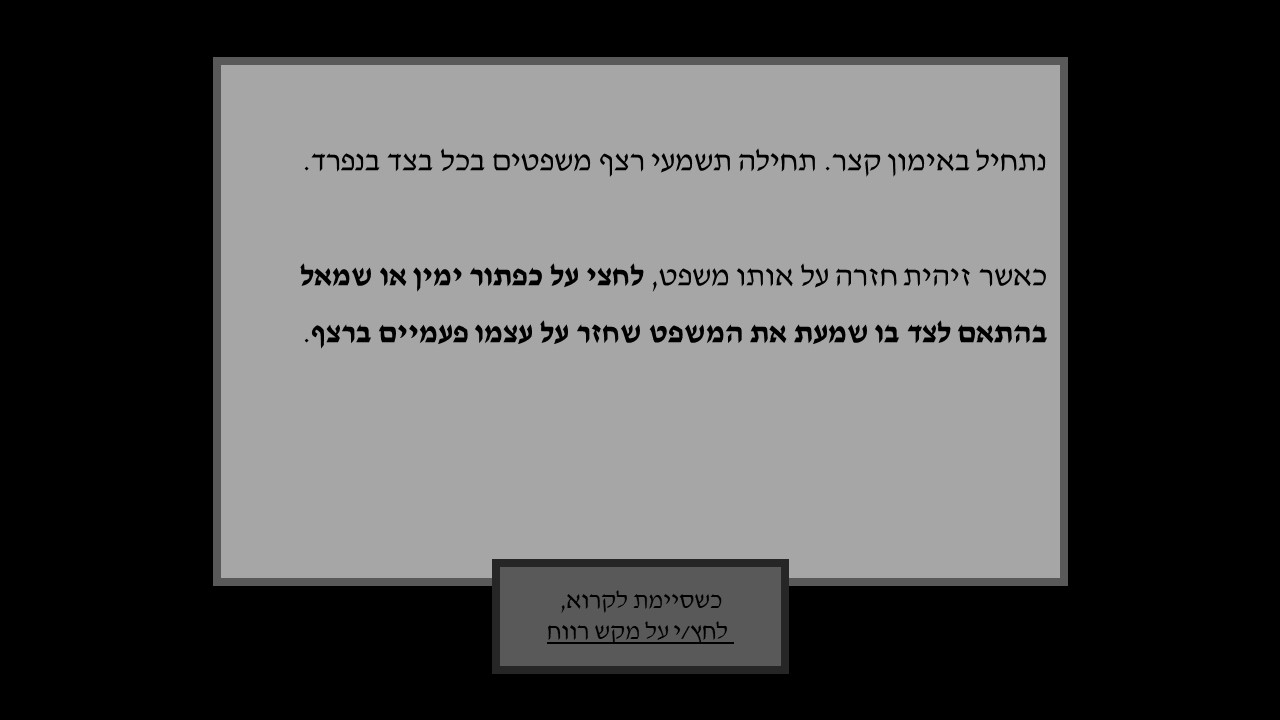 נתחיל באימון קצר. תחילה תשמעי רצף משפטים בכל בצד בנפרד.
כאשר זיהית חזרה על אותו משפט, לחצי על כפתור ימין או שמאל
בהתאם לצד בו שמעת את המשפט שחזר על עצמו פעמיים ברצף.
כשסיימת לקרוא,
לחץ/י על מקש רווח